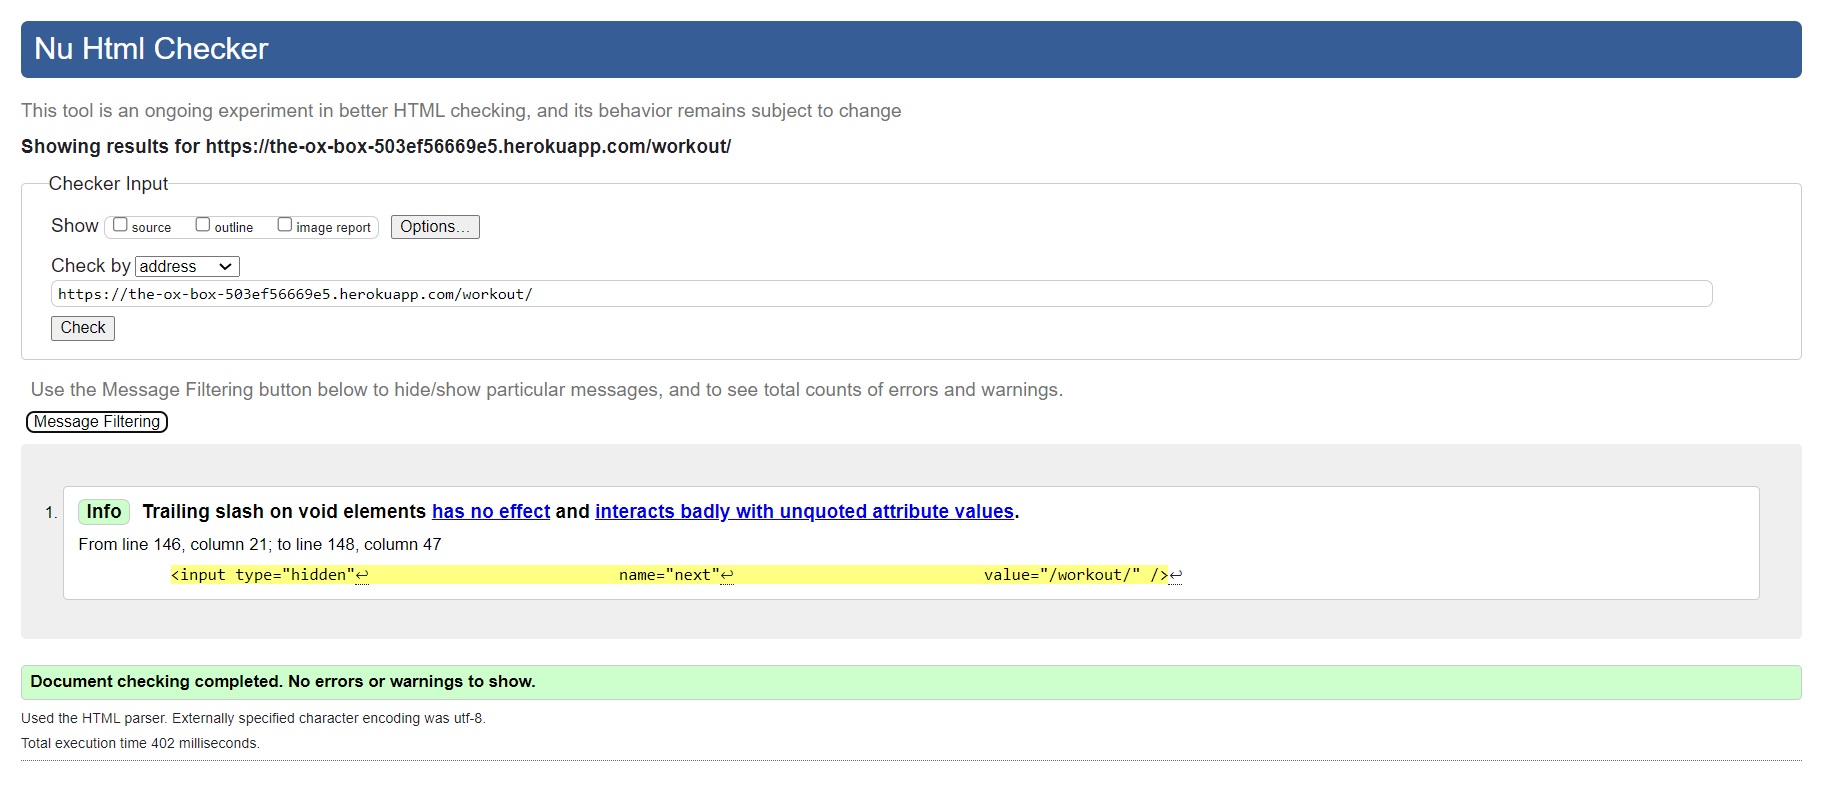 Nu Html Checker
This tool is an ongoing experiment in better HTML checking, and its behavior remains subject to change
Showing results for https://the-ox-box-503ef56669e5.herokuapp.com/workout/
Checker Input
Show source outline image report Options...
Check by address
https://the-ox-box-503ef56669e5.herokuapp.com/workout/
Check
Use the Message Filtering button below to hide/show particular messages, and to see total counts of errors and warnings.
Message Filtering
1. Info Trailing slash on void elements has no effect and interacts badly with unquoted attribute values.
From line 146, column 21; to line 148, column 47
<input type="hidden"↩ name="next"↩ value="/workout/" />↩
Document checking completed. No errors or warnings to show.
Used the HTML parser. Externally specified character encoding was utf-8.
Total execution time 402 milliseconds.